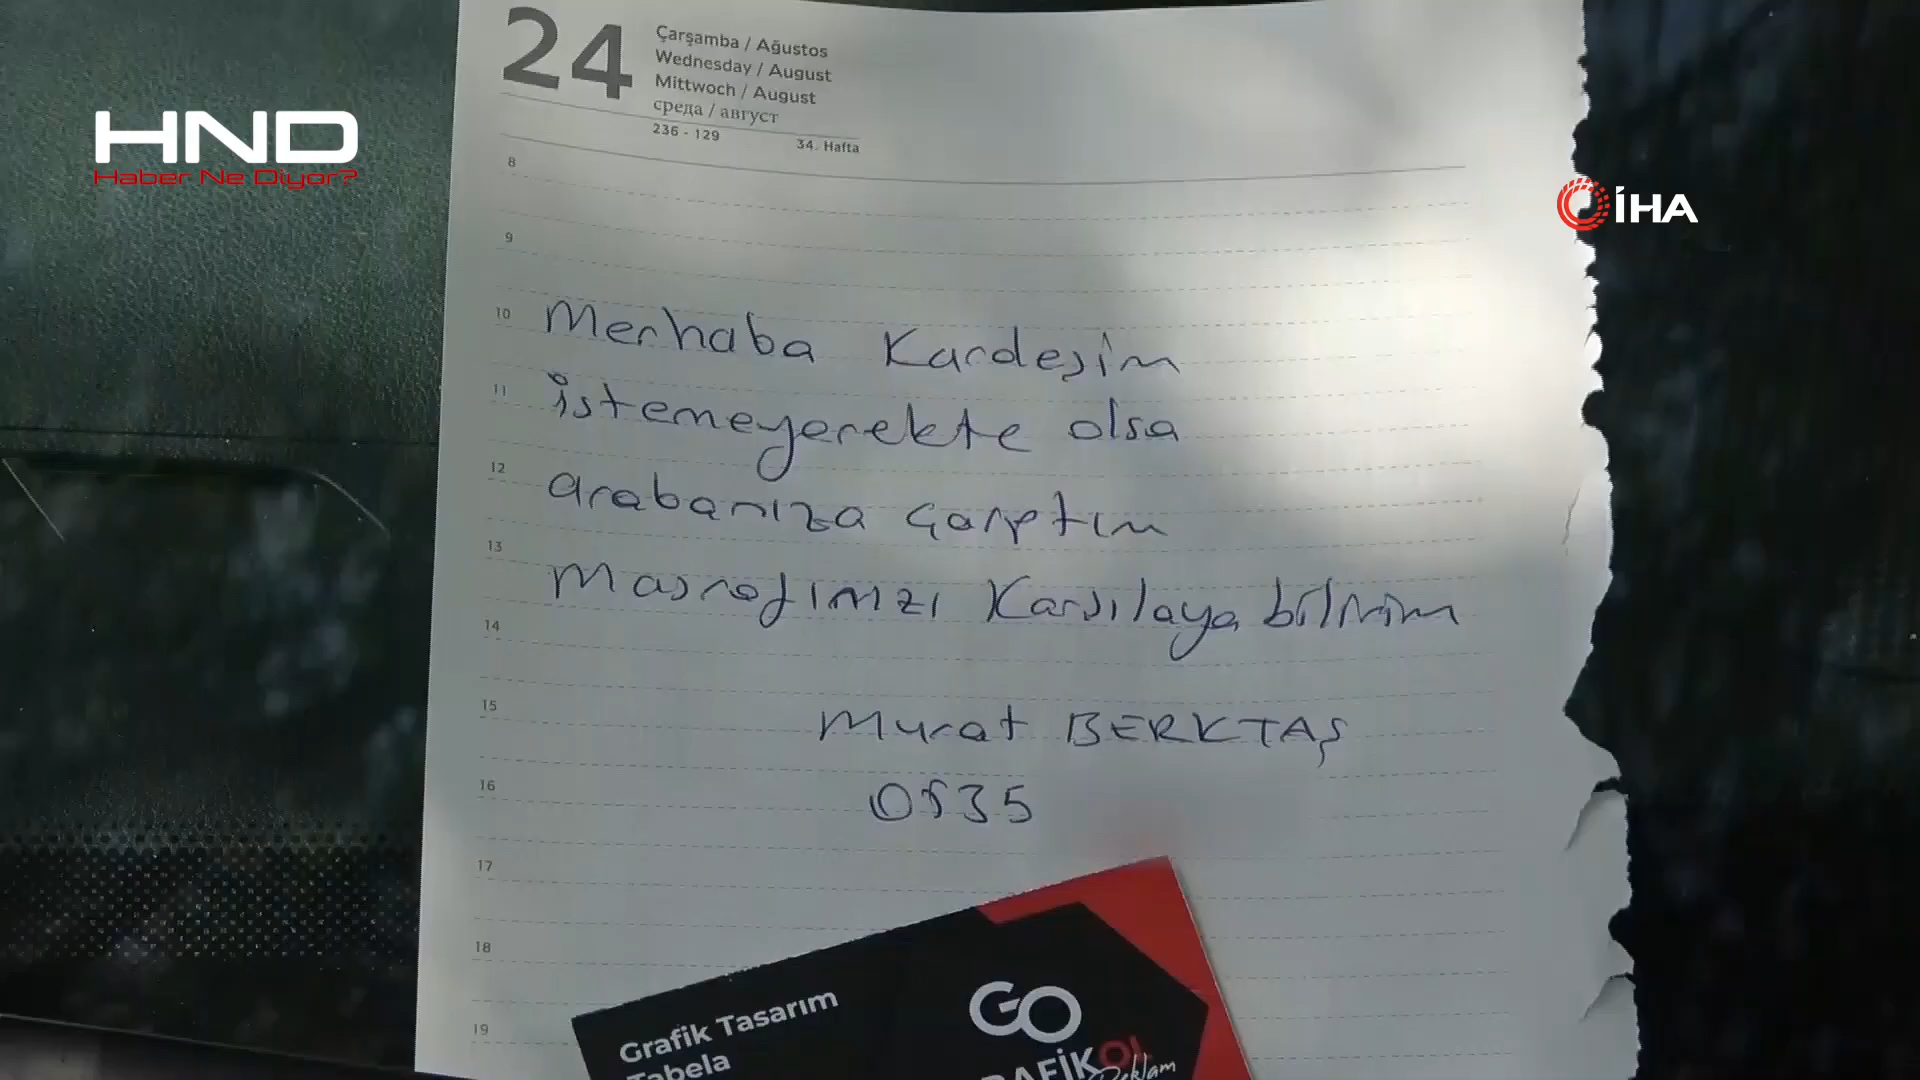 24
Çarşamba / Ağustos
Wednesday / August
Mittwoch / August
среда / август
236 - 129
34. Hafta
HND
Haber Ne Diyor?
İHA
8
9
10
Merhaba Kardeşim
11
istemeyerekte olsa
12
arabanıza çarptım
13
Masrafımzı Karşılaya bilirim
14
15
Murat BERKTAŞ
16
0535
17
18
19
Grafik Tasarım
Tabela
GO
Reklam